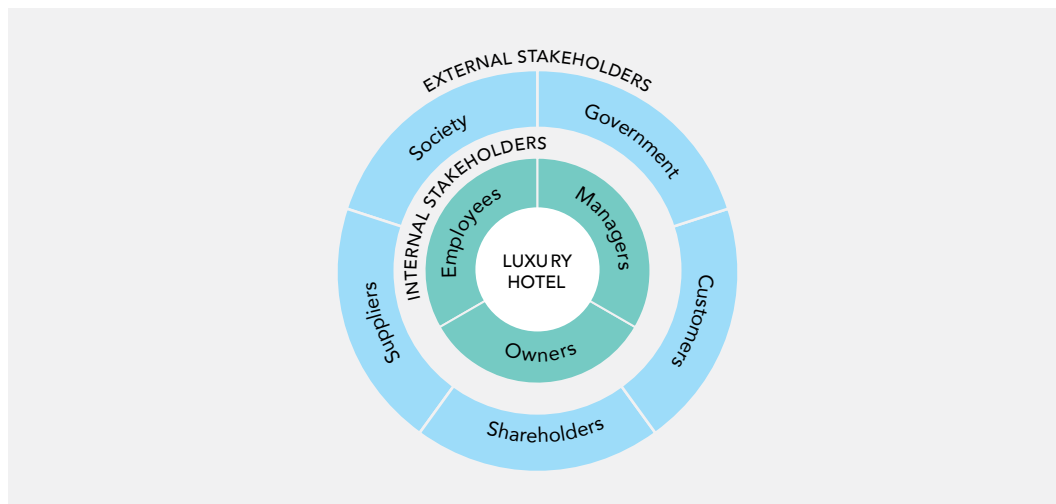 EXTERNAL STAKEHOLDERS
Society
Government
INTERNAL STAKEHOLDERS
Employees
Managers
LUXURY
HOTEL
Suppliers
Customers
Owners
Shareholders